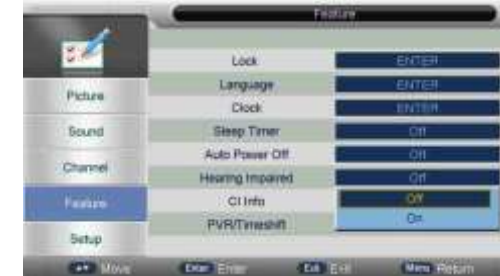 Feature
Lock ENTER
Language ENTER
Picture
Clock ENTER
Sound
Sleep Timer Off
Auto Power Off Off
Channel
Hearing Impaired Off
Feature
CI Info Off
PVR/Timeshift On
Setup
Move Enter Enter Exit Exit Menu Return